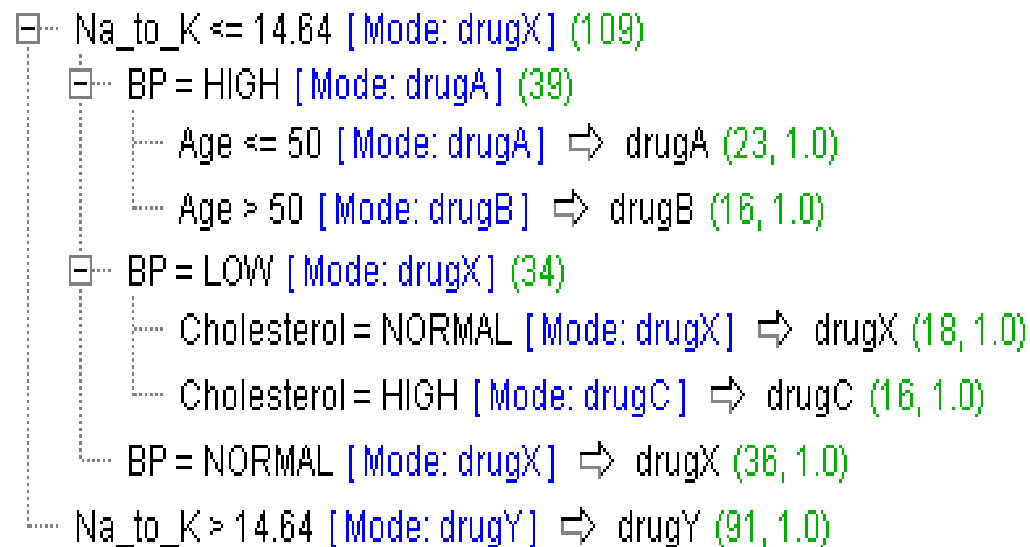 Na_to_K <= 14.64 [Mode: drugX] (109)
BP = HIGH [Mode: drugA] (39)
Age <= 50 [Mode: drugA] ⇨ drugA (23, 1.0)
Age > 50 [Mode: drugB] ⇨ drugB (16, 1.0)
BP = LOW [Mode: drugX] (34)
Cholesterol = NORMAL [Mode: drugX] ⇨ drugX (18, 1.0)
Cholesterol = HIGH [Mode: drugC] ⇨ drugC (16, 1.0)
BP = NORMAL [Mode: drugX] ⇨ drugX (36, 1.0)
Na_to_K > 14.64 [Mode: drugY] ⇨ drugY (91, 1.0)